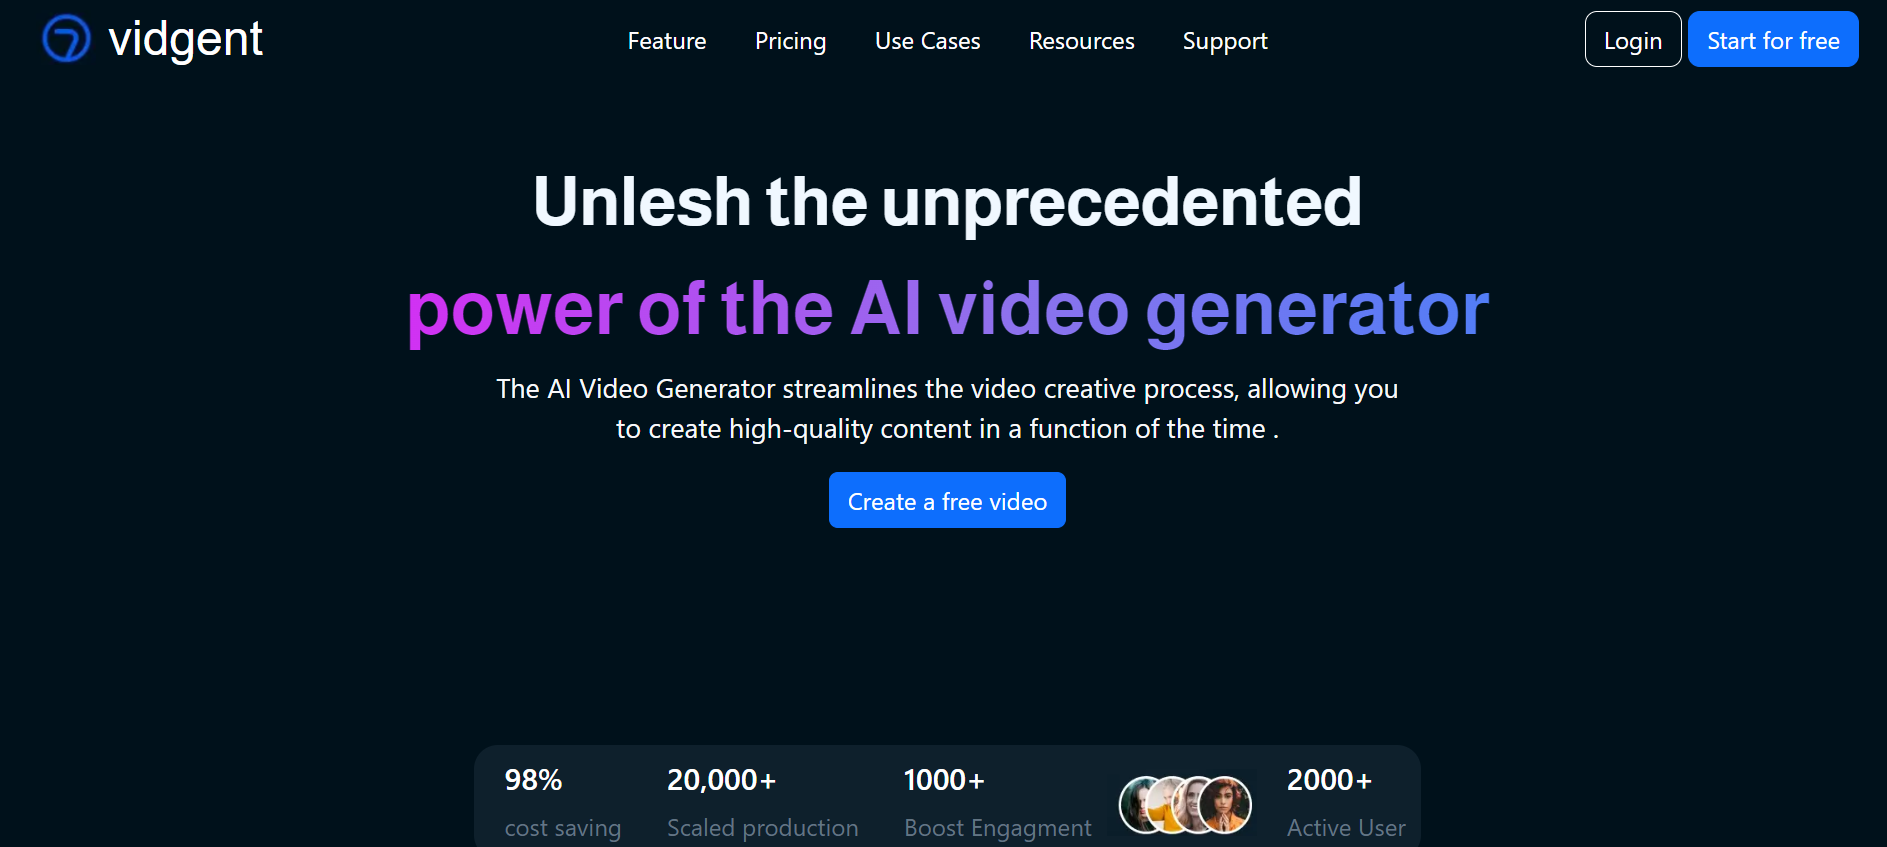 vidgent
Feature Pricing Use Cases Resources Support
Login Start for free
Unlesh the unprecedented
power of the AI video generator
The AI Video Generator streamlines the video creative process, allowing you
to create high-quality content in a function of the time .
Create a free video
98% 20,000+ 1000+ 2000+
cost saving Scaled production Boost Engagment Active User